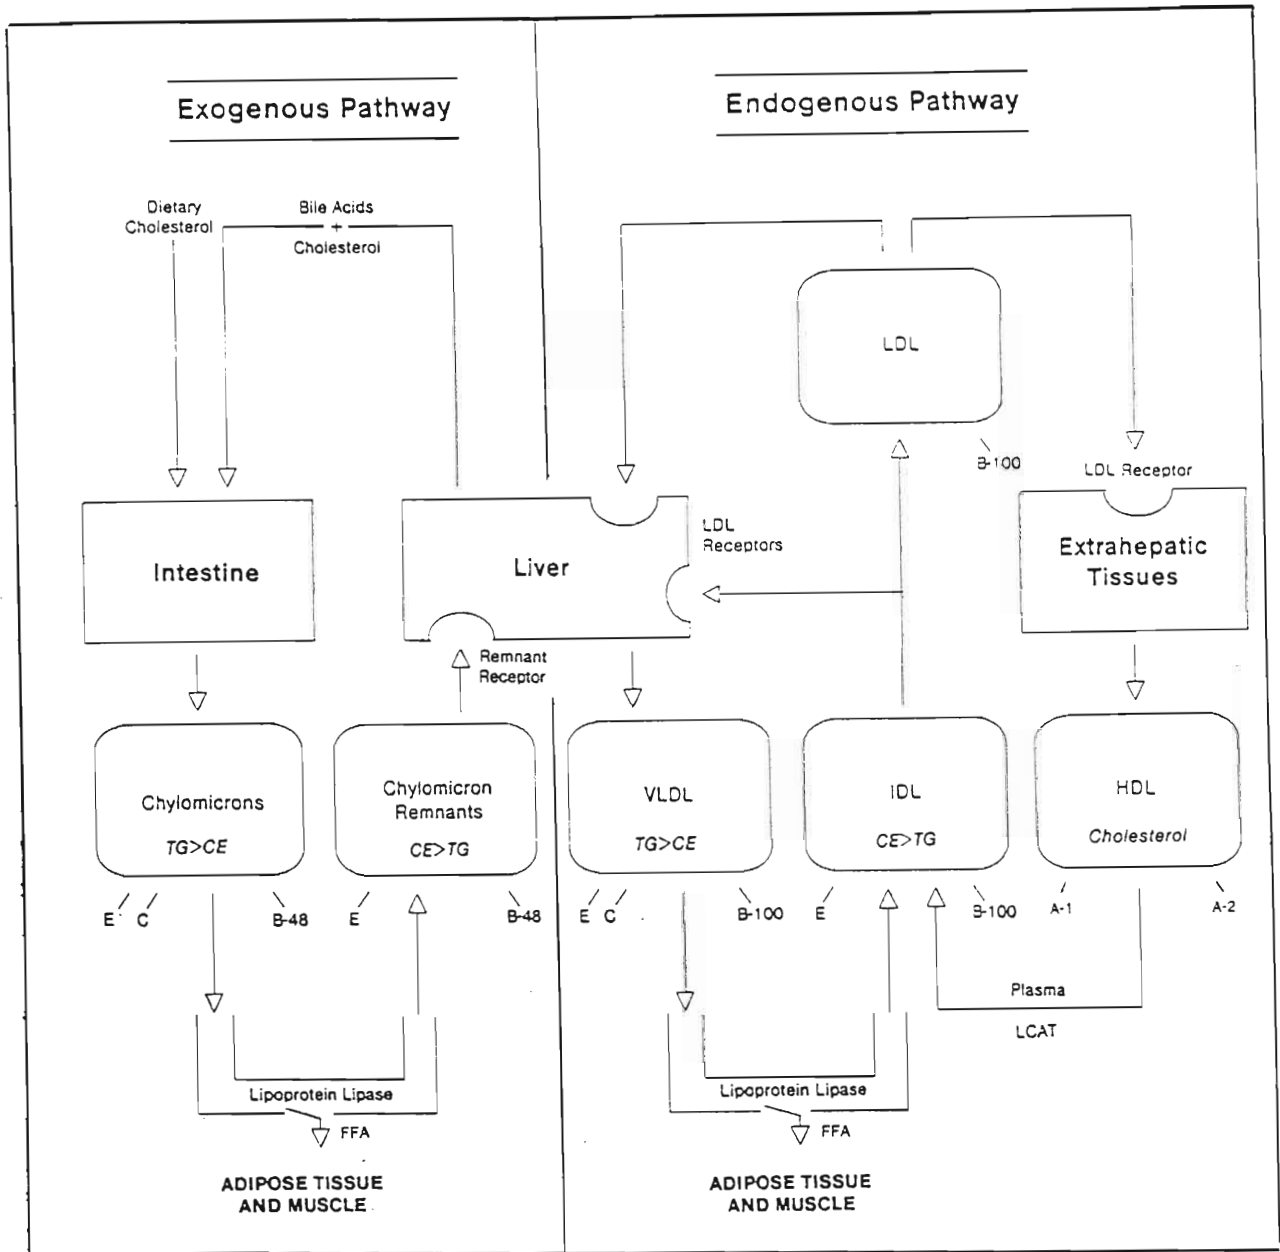 Exogenous Pathway
Endogenous Pathway
Dietary
Cholesterol
Bile Acids
+
Cholesterol
LDL
B-100
LDL Receptor
Intestine
Liver
LDL
Receptors
Extrahepatic
Tissues
Remnant
Receptor
Chylomicrons
TG>CE
Chylomicron
Remnants
CE>TG
VLDL
TG>CE
IDL
CE>TG
HDL
Cholesterol
E C B-48
E B-48
E C B-100
E B-100
A-1 A-2
Plasma
LCAT
Lipoprotein Lipase
FFA
ADIPOSE TISSUE
AND MUSCLE
Lipoprotein Lipase
FFA
ADIPOSE TISSUE
AND MUSCLE